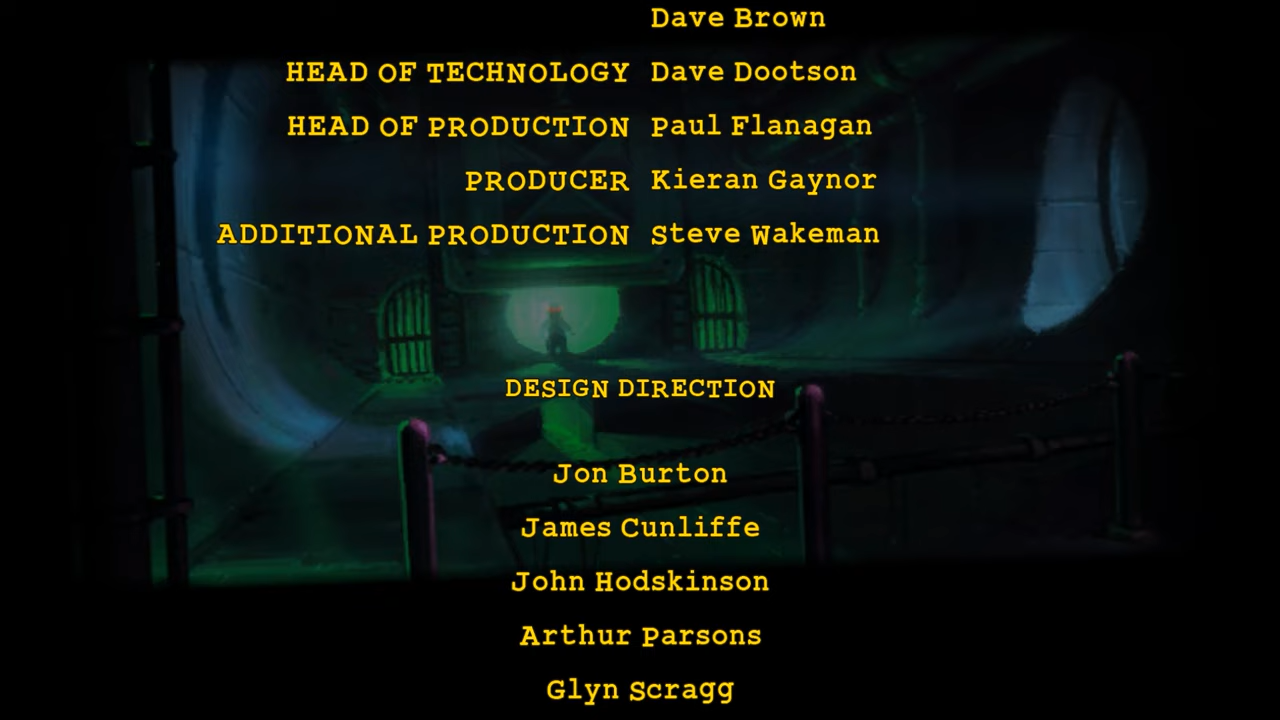 Dave Brown
HEAD OF TECHNOLOGY Dave Dootson
HEAD OF PRODUCTION Paul Flanagan
PRODUCER Kieran Gaynor
ADDITIONAL PRODUCTION Steve Wakeman
DESIGN DIRECTION
Jon Burton
James Cunliffe
John Hodskinson
Arthur Parsons
Glyn Scragg